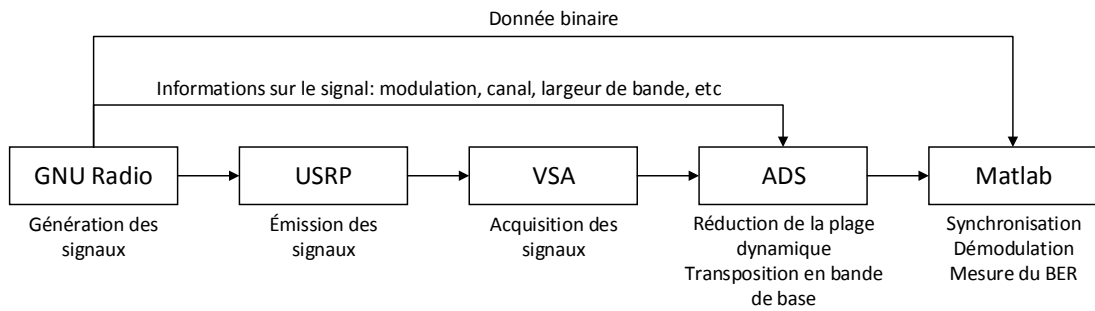 Donnée binaire
Informations sur le signal: modulation, canal, largeur de bande, etc
GNU Radio
USRP
VSA
ADS
Matlab
Génération des
signaux
Émission des
signaux
Acquisition des
signaux
Réduction de la plage
dynamique
Transposition en bande
de base
Synchronisation
Démodulation
Mesure du BER